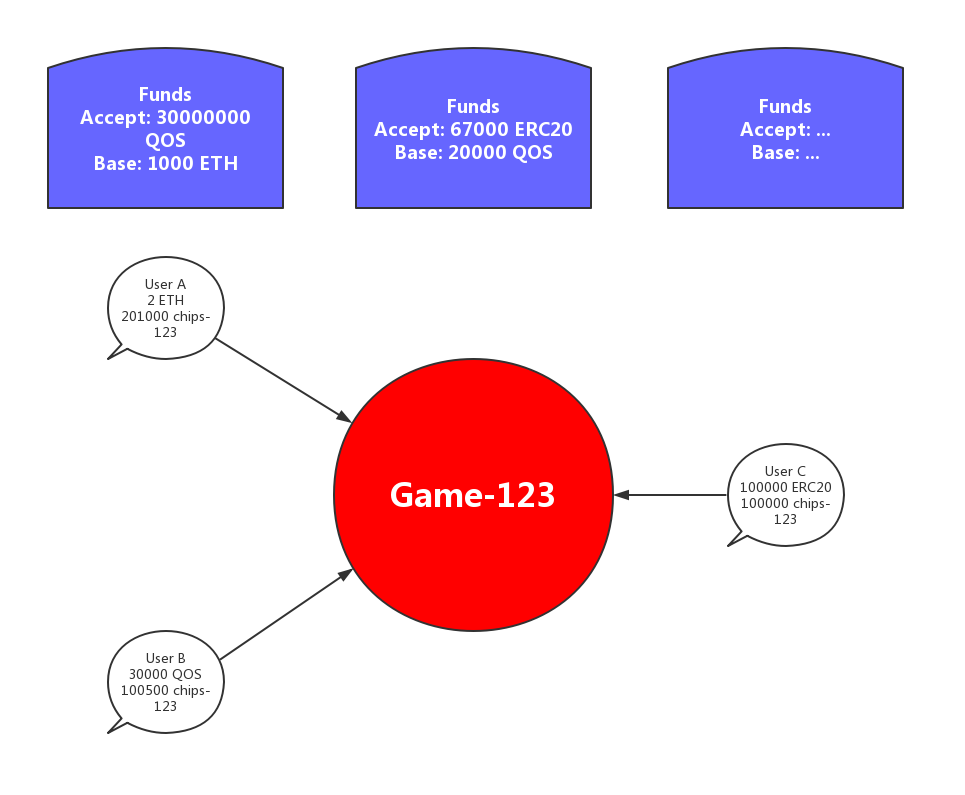 Funds
Accept: 30000000
QOS
Base: 1000 ETH
Funds
Accept: 67000 ERC20
Base: 20000 QOS
Funds
Accept: ...
Base: ...
User A
2 ETH
201000 chips-
123
Game-123
User C
100000 ERC20
100000 chips-
123
User B
30000 QOS
100500 chips-
123